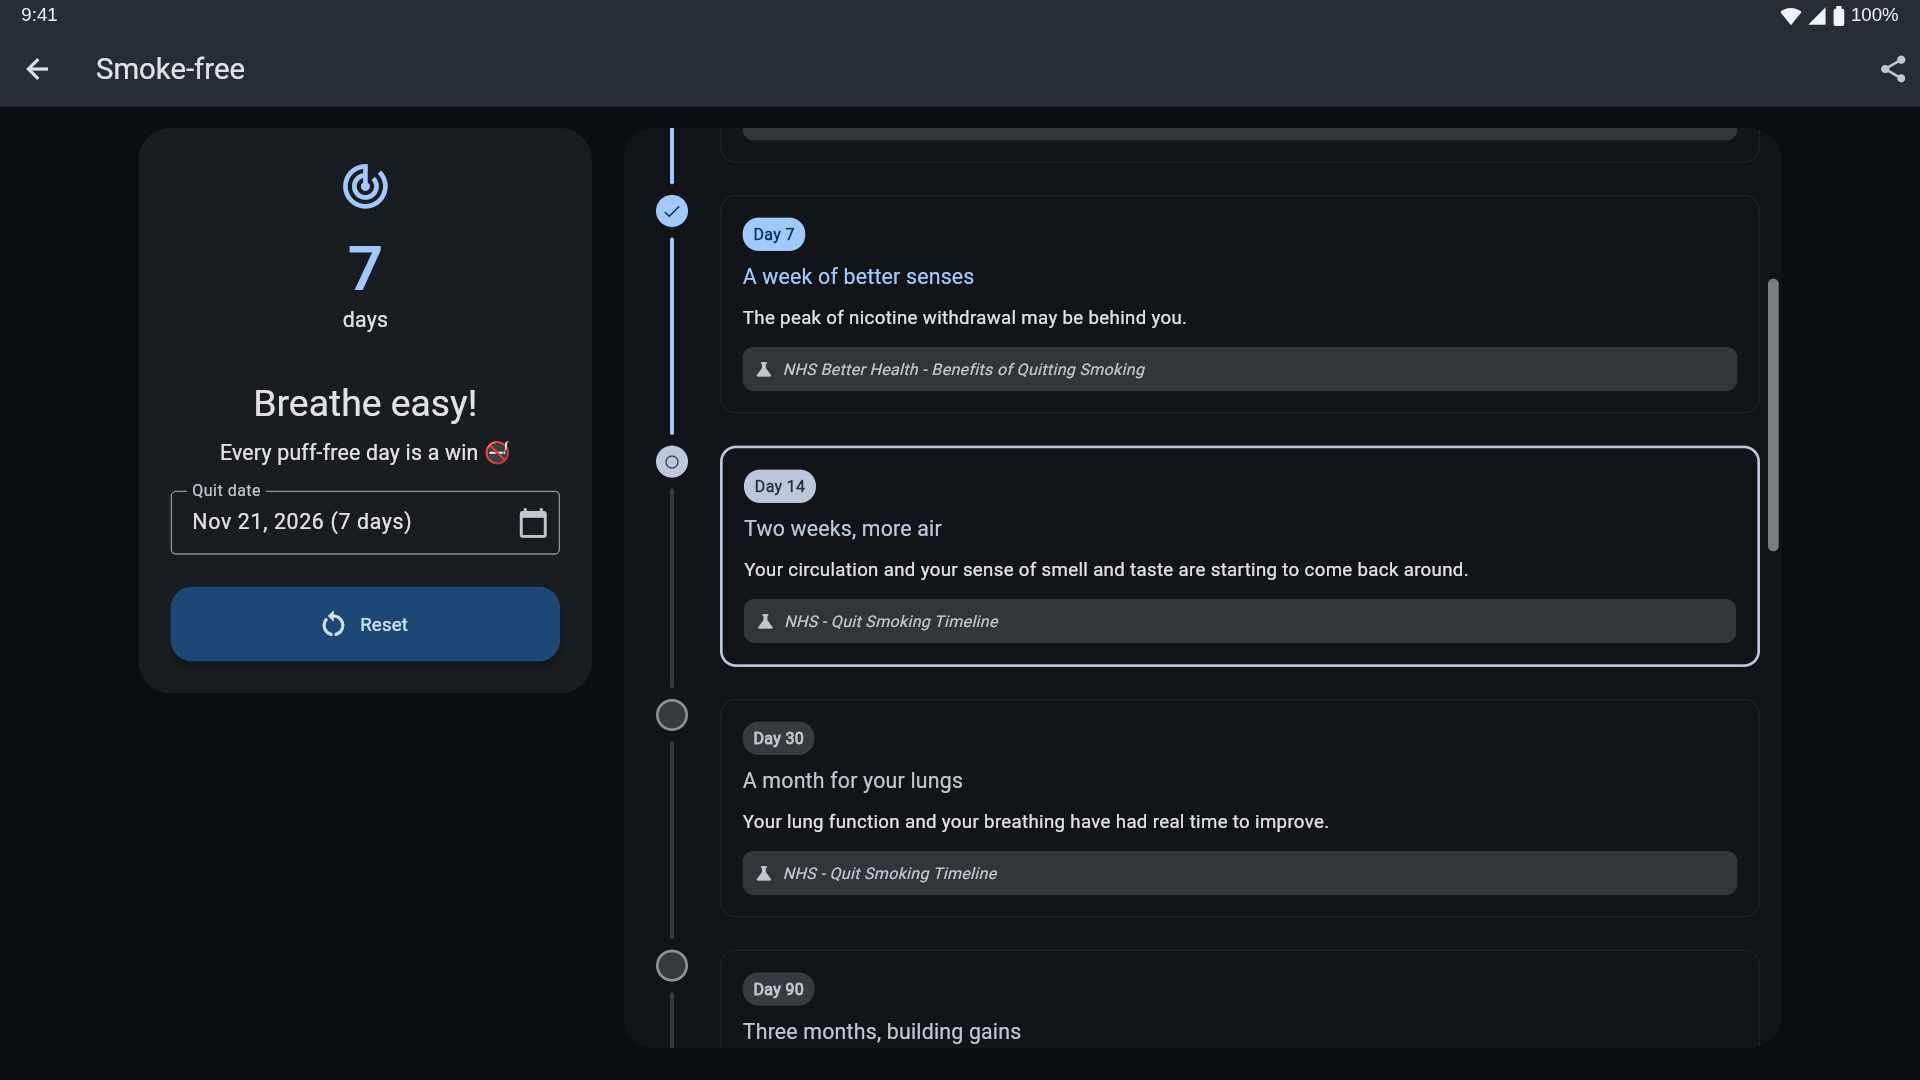 9:41
100%
Smoke-free
7
days
Breathe easy!
Every puff-free day is a win 🚭
Quit date
Nov 21, 2026 (7 days)
Reset
Day 7
A week of better senses
The peak of nicotine withdrawal may be behind you.
NHS Better Health - Benefits of Quitting Smoking
Day 14
Two weeks, more air
Your circulation and your sense of smell and taste are starting to come back around.
NHS - Quit Smoking Timeline
Day 30
A month for your lungs
Your lung function and your breathing have had real time to improve.
NHS - Quit Smoking Timeline
Day 90
Three months, building gains